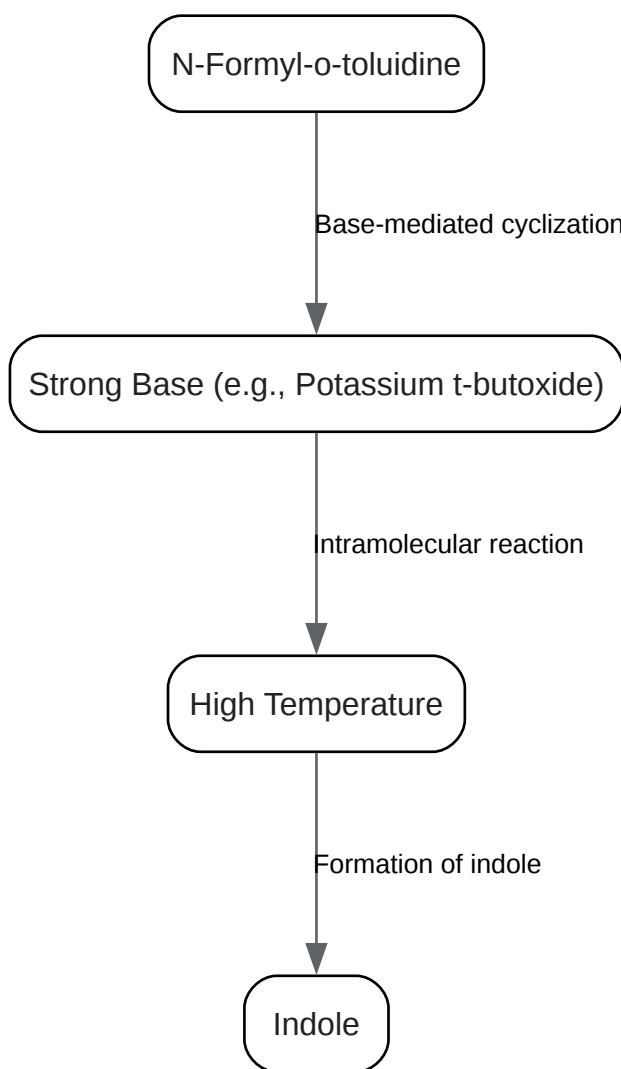 N-Formyl-o-toluidine
Base-mediated cyclization
Strong Base (e.g., Potassium t-butoxide)
Intramolecular reaction
High Temperature
Formation of indole
Indole